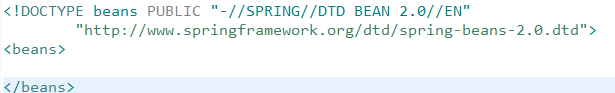 <!DOCTYPE beans PUBLIC "-//SPRING//DTD BEAN 2.0//EN"
"http://www.springframework.org/dtd/spring-beans-2.0.dtd">
<beans>
</beans>